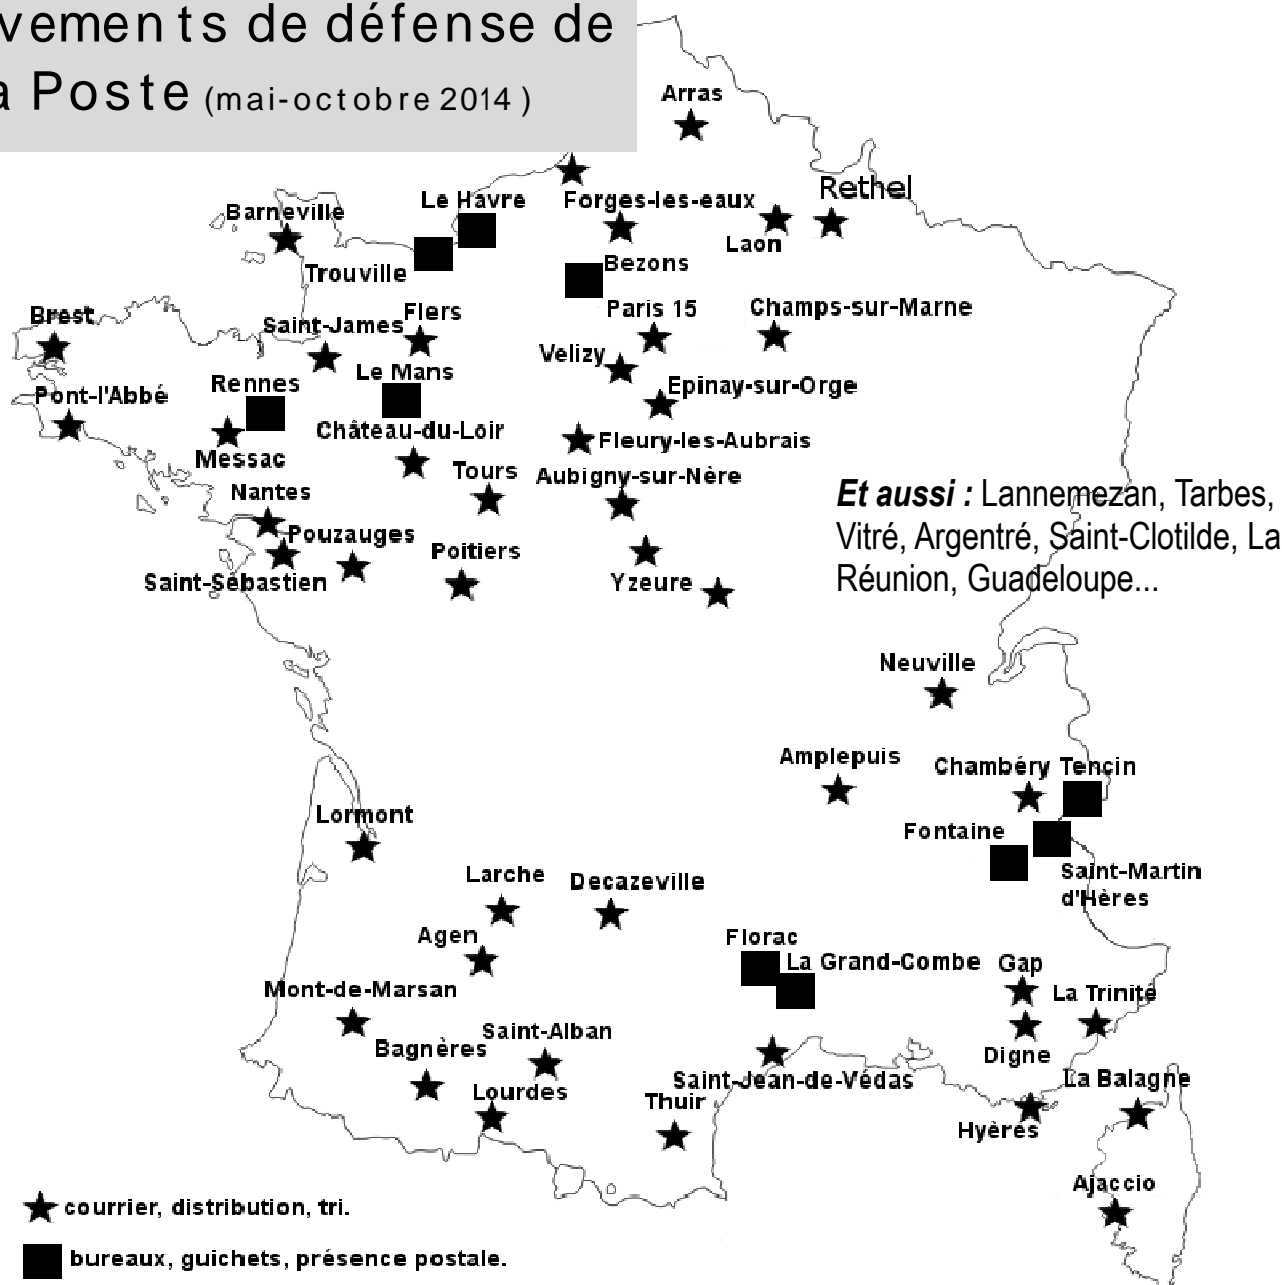 vements de défense de
a Poste (mai-octobre 2014)
Arras
Rethel
Forges-les-eaux
Le Havre
Barneville
Laon
Trouville
Bezons
Paris 15
Champs-sur-Marne
Brest
Saint-James
Flers
Velizy
Le Mans
Rennes
Epinay-sur-Orge
Pont-l'Abbé
Château-du-Loir
Fleury-les-Aubrais
Messac
Tours
Aubigny-sur-Nère
Nantes
Et aussi : Lannemezan, Tarbes,
Vitré, Argentré, Saint-Clotilde, La
Réunion, Guadeloupe...
Pouzauges
Poitiers
Saint-Sébastien
Yzeure
Neuville
Amplepuis
Chambéry
Tencin
Lormont
Fontaine
Saint-Martin
d'Hères
Larche
Decazeville
Agen
Florac
La Grand-Combe
Gap
Mont-de-Marsan
La Trinité
Saint-Alban
Bagnères
Digne
Lourdes
Saint-Jean-de-Védas
La Balagne
Thuir
Hyères
Ajaccio
courrier, distribution, tri.
bureaux, guichets, présence postale.